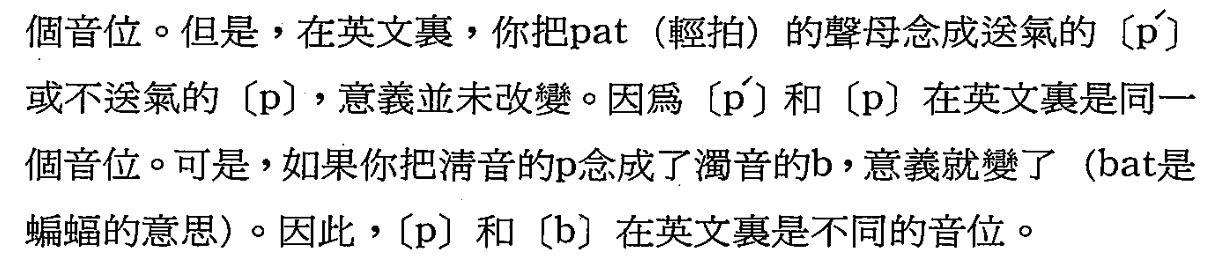 個音位。但是，在英文裏，你把pat（輕拍）的聲母念成送氣的〔p´〕
或不送氣的〔p〕，意義並未改變。因爲〔p´〕和〔p〕在英文裏是同一
個音位。可是，如果你把淸音的p念成了濁音的b，意義就變了（bat是
蝙蝠的意思）。因此，〔p〕和〔b〕在英文裏是不同的音位。